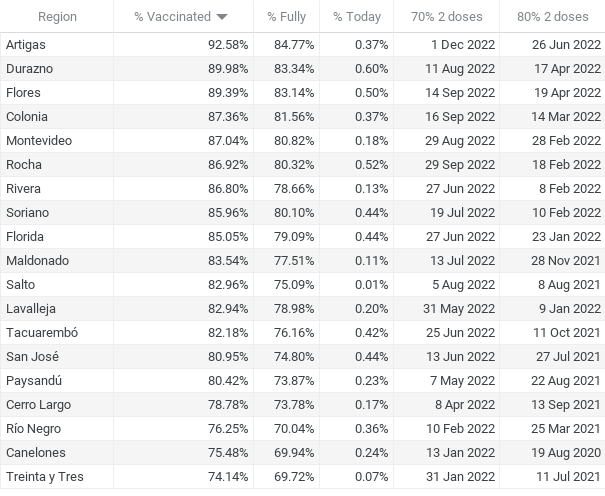 Region % Vaccinated % Fully % Today 70% 2 doses 80% 2 doses
Artigas 92.58% 84.77% 0.37% 1 Dec 2022 26 Jun 2022
Durazno 89.98% 83.34% 0.60% 11 Aug 2022 17 Apr 2022
Flores 89.39% 83.14% 0.50% 14 Sep 2022 19 Apr 2022
Colonia 87.36% 81.56% 0.37% 16 Sep 2022 14 Mar 2022
Montevideo 87.04% 80.82% 0.18% 29 Aug 2022 28 Feb 2022
Rocha 86.92% 80.32% 0.52% 29 Sep 2022 18 Feb 2022
Rivera 86.80% 78.66% 0.13% 27 Jun 2022 8 Feb 2022
Soriano 85.96% 80.10% 0.44% 19 Jul 2022 10 Feb 2022
Florida 85.05% 79.09% 0.44% 27 Jun 2022 23 Jan 2022
Maldonado 83.54% 77.51% 0.11% 13 Jul 2022 28 Nov 2021
Salto 82.96% 75.09% 0.01% 5 Aug 2022 8 Aug 2021
Lavalleja 82.94% 78.98% 0.20% 31 May 2022 9 Jan 2022
Tacuarembó 82.18% 76.16% 0.42% 25 Jun 2022 11 Oct 2021
San José 80.95% 74.80% 0.44% 13 Jun 2022 27 Jul 2021
Paysandú 80.42% 73.87% 0.23% 7 May 2022 22 Aug 2021
Cerro Largo 78.78% 73.78% 0.17% 8 Apr 2022 13 Sep 2021
Río Negro 76.25% 70.04% 0.36% 10 Feb 2022 25 Mar 2021
Canelones 75.48% 69.94% 0.24% 13 Jan 2022 19 Aug 2020
Treinta y Tres 74.14% 69.72% 0.07% 31 Jan 2022 11 Jul 2021